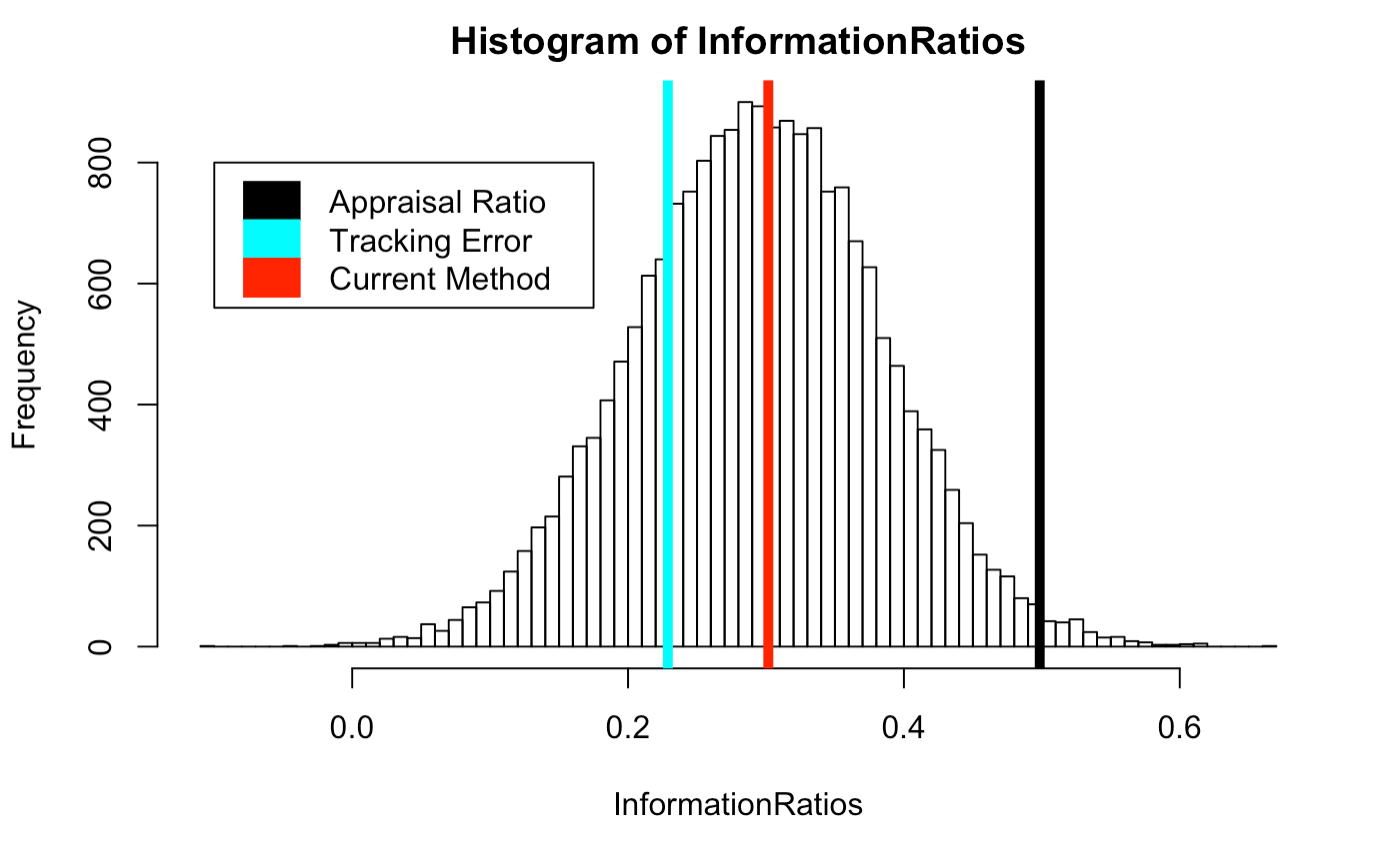 Histogram of InformationRatios
Appraisal Ratio
Tracking Error
Current Method
Frequency
800
600
400
200
0
0.0 0.2 0.4 0.6
InformationRatios